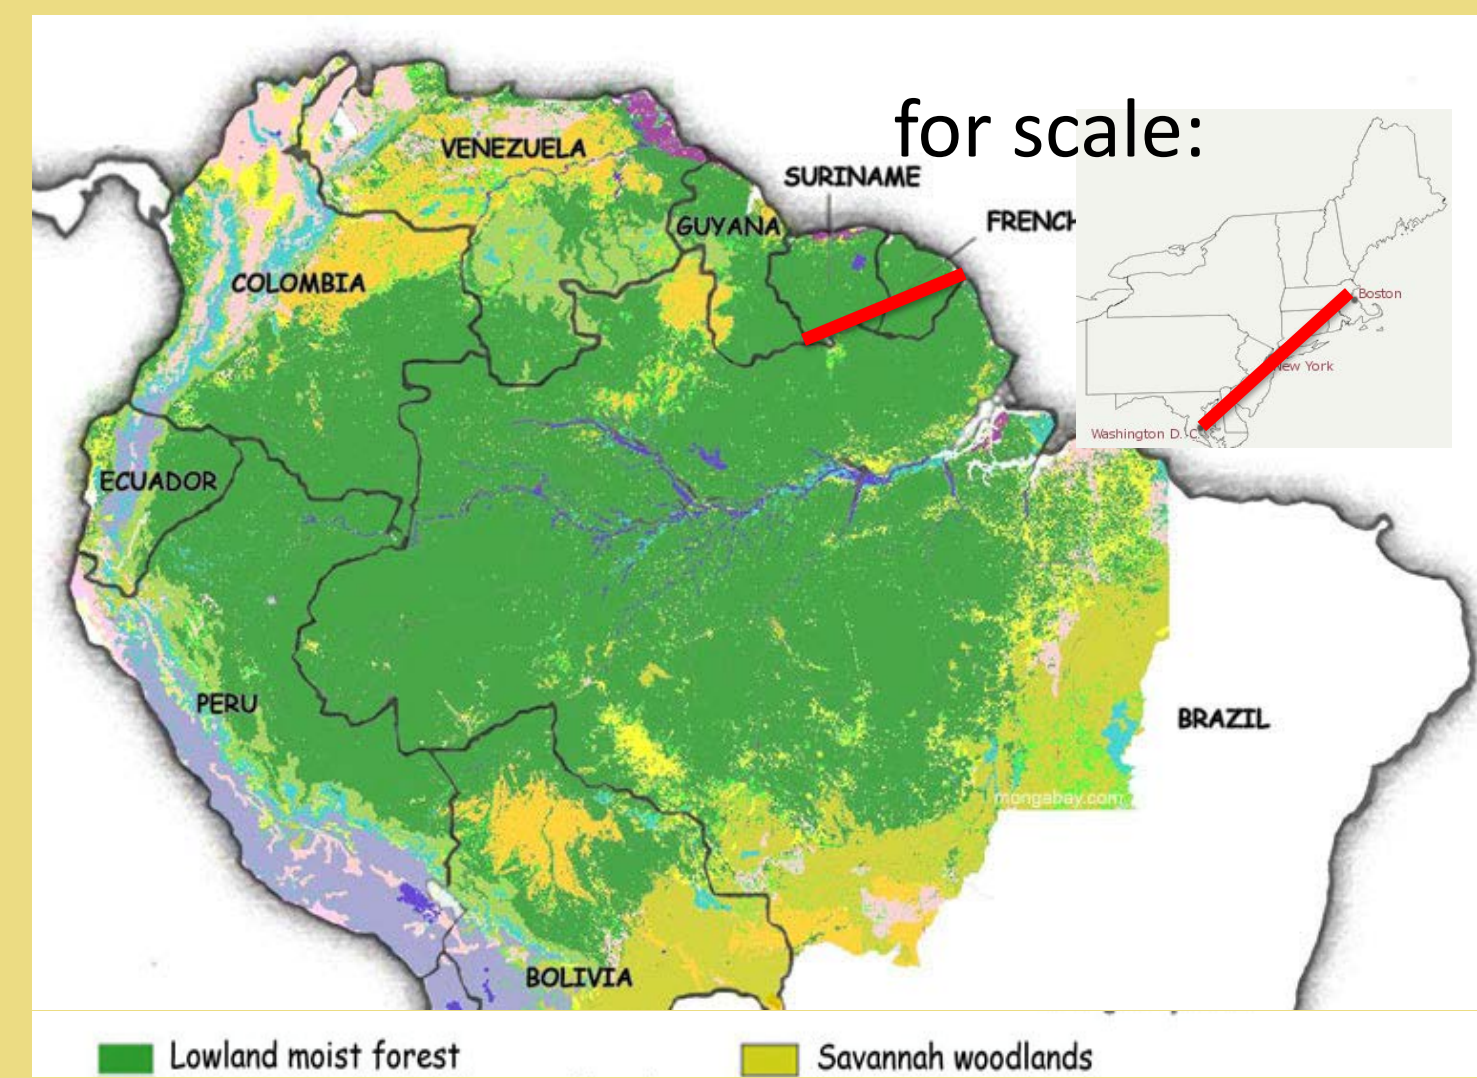 for scale:
VENEZUELA
SURINAME
GUYANA
FRENCH
COLOMBIA
Boston
New York
Washington D. C.
ECUADOR
PERU
BRAZIL
mongabay.com
BOLIVIA
Lowland moist forest
Savannah woodlands